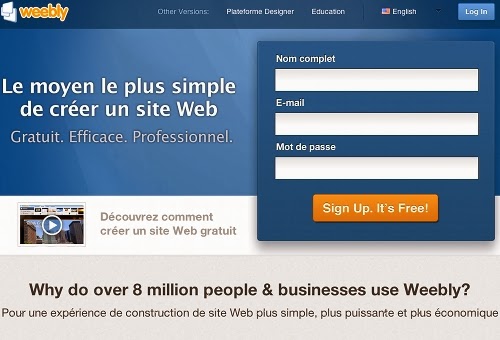 weebly
Other Versions: Plateforme Designer Education English Log In
Le moyen le plus simple
de créer un site Web
Gratuit. Efficace. Professionnel.
Nom complet
E-mail
Mot de passe
Sign Up. It's Free!
Découvrez comment
créer un site Web gratuit
Why do over 8 million people & businesses use Weebly?
Pour une expérience de construction de site Web plus simple, plus puissante et plus économique